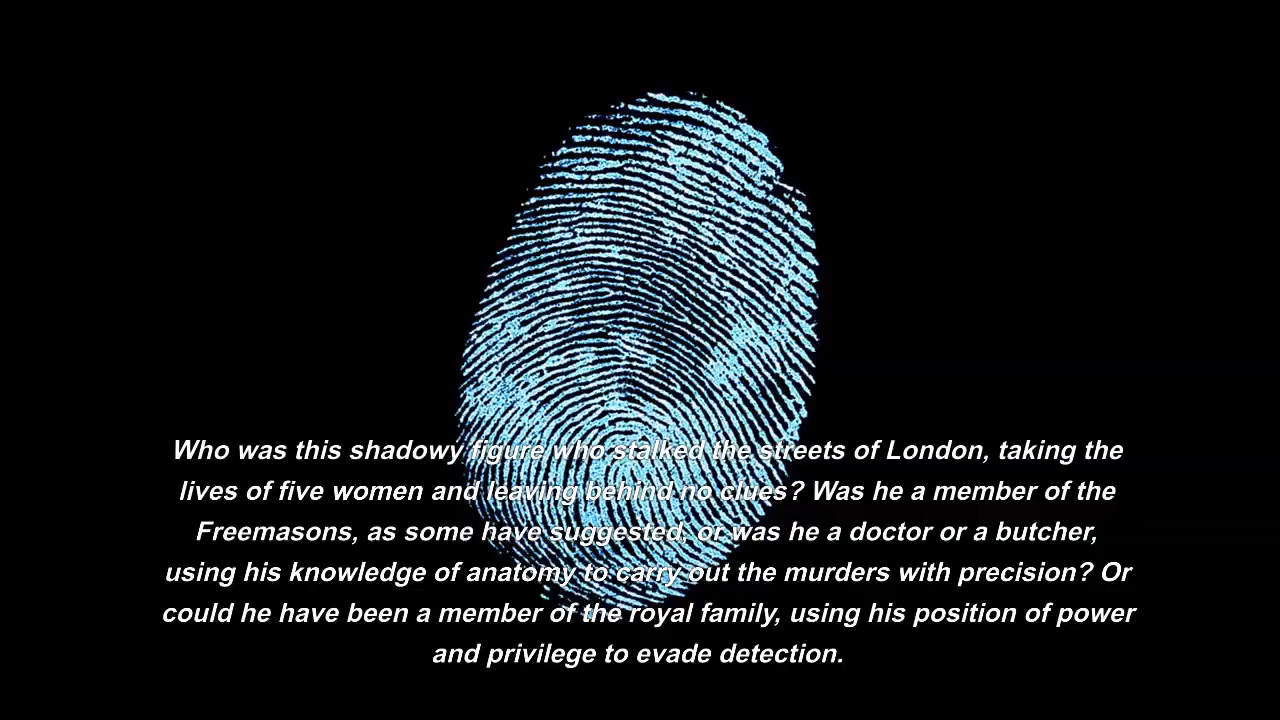 Who was this shadowy figure who stalked the streets of London, taking the
lives of five women and leaving behind no clues? Was he a member of the
Freemasons, as some have suggested, or was he a doctor or a butcher,
using his knowledge of anatomy to carry out the murders with precision? Or
could he have been a member of the royal family, using his position of power
and privilege to evade detection.